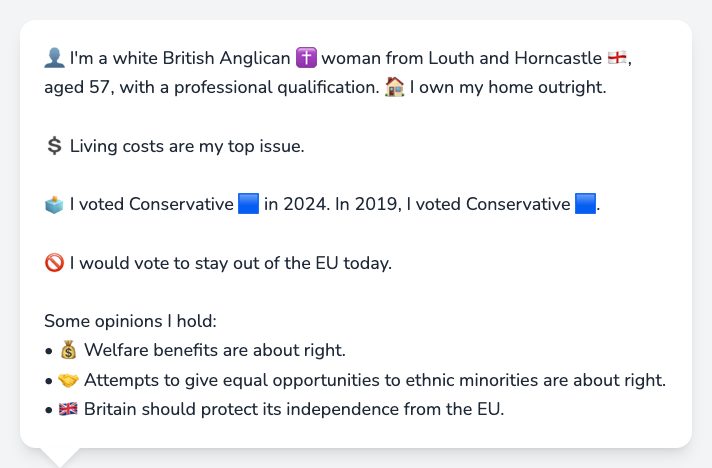 👤 I'm a white British Anglican ✝️ woman from Louth and Horncastle 🏴󠁧󠁢󠁥󠁮󠁧󠁿,
aged 57, with a professional qualification. 🏠 I own my home outright.
💲 Living costs are my top issue.
🗳️ I voted Conservative 🟦 in 2024. In 2019, I voted Conservative 🟦.
🚫 I would vote to stay out of the EU today.
Some opinions I hold:
• 💰 Welfare benefits are about right.
• 🤝 Attempts to give equal opportunities to ethnic minorities are about right.
• 🇬🇧 Britain should protect its independence from the EU.